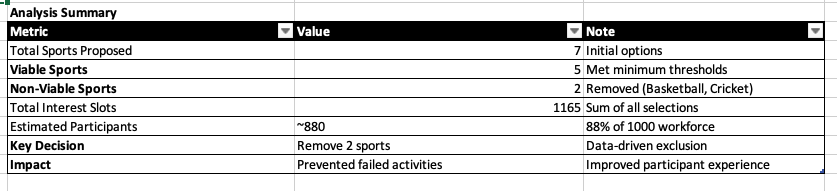 Analysis Summary
Metric Value Note
Total Sports Proposed 7 Initial options
Viable Sports 5 Met minimum thresholds
Non-Viable Sports 2 Removed (Basketball, Cricket)
Total Interest Slots 1165 Sum of all selections
Estimated Participants ~880 88% of 1000 workforce
Key Decision Remove 2 sports Data-driven exclusion
Impact Prevented failed activities Improved participant experience